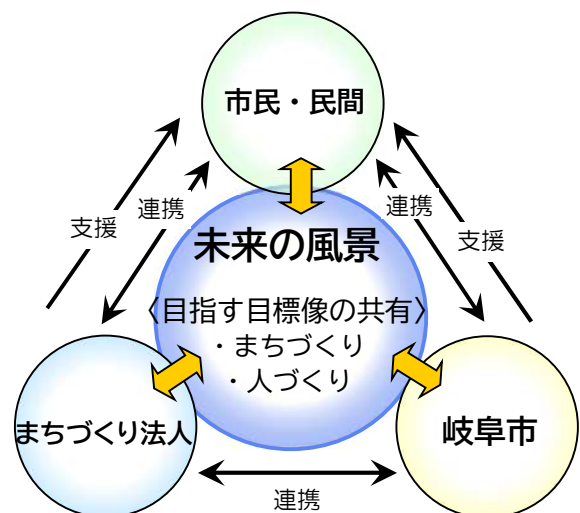 市民・民間
支援
連携
連携
支援
未来の風景
〈目指す目標像の共有〉
・まちづくり
・人づくり
まちづくり法人
岐阜市
連携